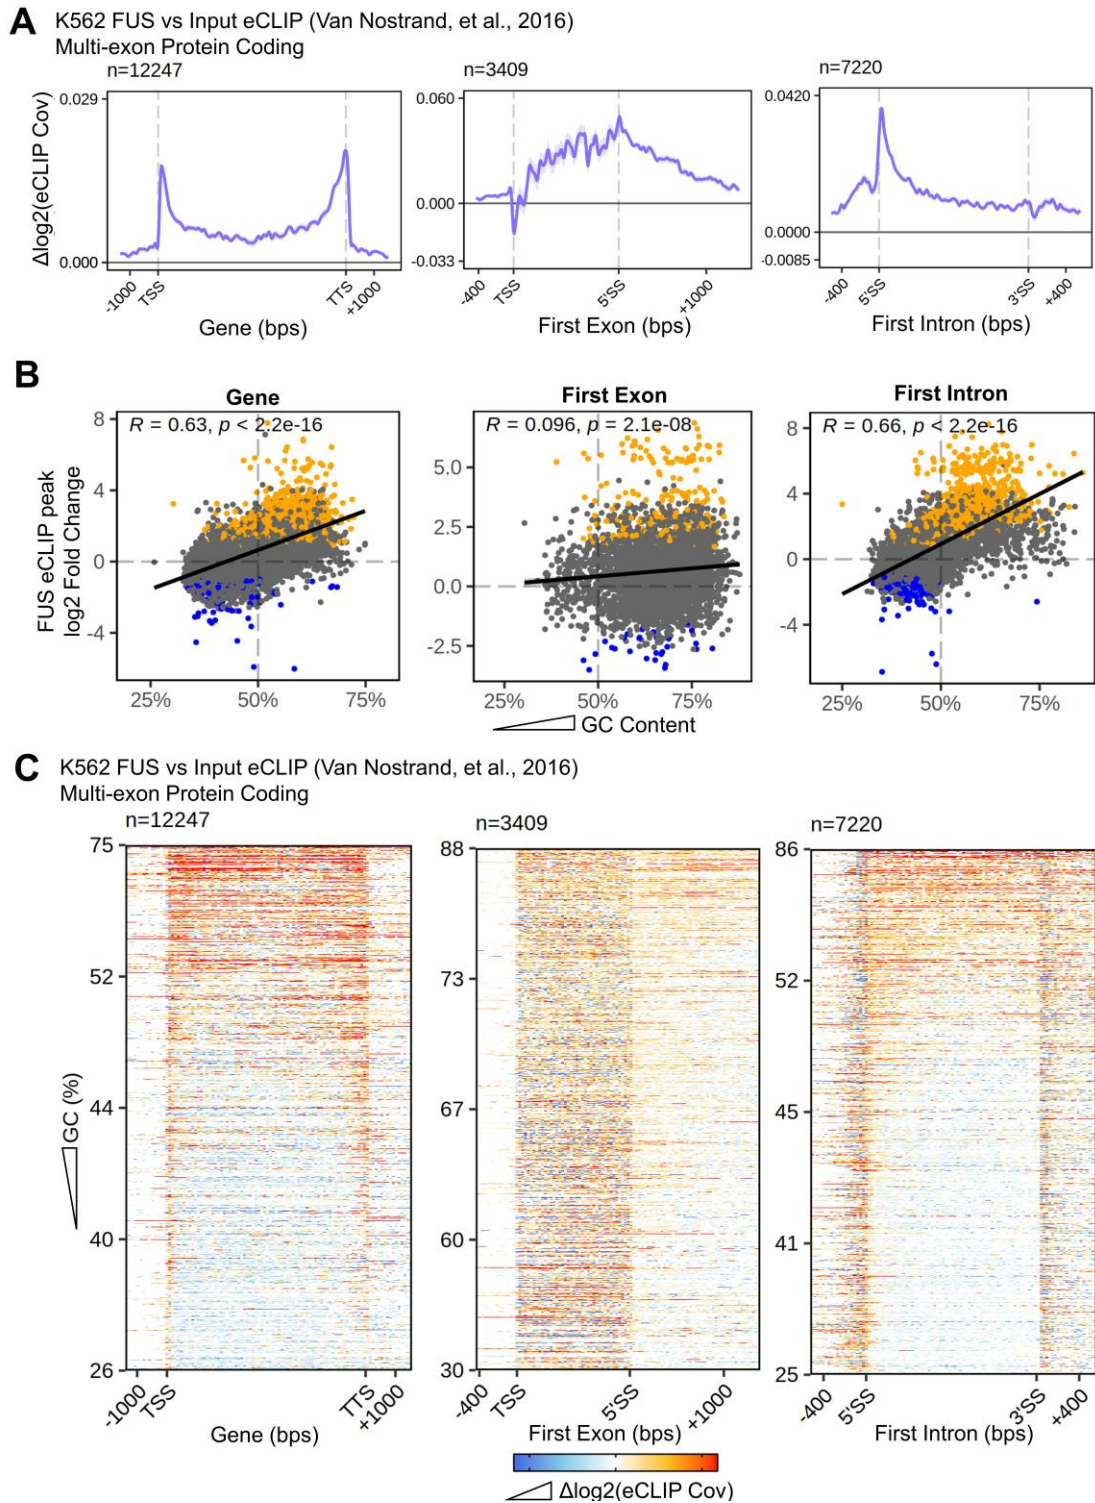 A
K562 FUS vs Input eCLIP (Van Nostrand, et al., 2016)
Multi-exon Protein Coding
n=12247
n=3409
n=7220
Δlog2(eCLIP Cov)
0.029
0.000
-1000
TSS
TTS
+1000
Gene (bps)
0.060
0.000
-0.033
-400
TSS
5'SS
+1000
First Exon (bps)
0.0420
0.0000
-0.0085
-400
5'SS
3'SS
+400
First Intron (bps)
B
FUS eCLIP peak
log2 Fold Change
Gene
R = 0.63, p < 2.2e-16
8
4
0
-4
25%
50%
75%
First Exon
R = 0.096, p = 2.1e-08
5.0
2.5
0.0
-2.5
25%
50%
75%
GC Content
First Intron
R = 0.66, p < 2.2e-16
8
4
0
-4
25%
50%
75%
C
K562 FUS vs Input eCLIP (Van Nostrand, et al., 2016)
Multi-exon Protein Coding
n=12247
n=3409
n=7220
GC (%)
75
52
44
40
26
-1000
TSS
TTS
+1000
Gene (bps)
88
73
67
60
30
-400
TSS
5'SS
+1000
First Exon (bps)
86
52
45
41
25
-400
5'SS
3'SS
+400
First Intron (bps)
Δlog2(eCLIP Cov)